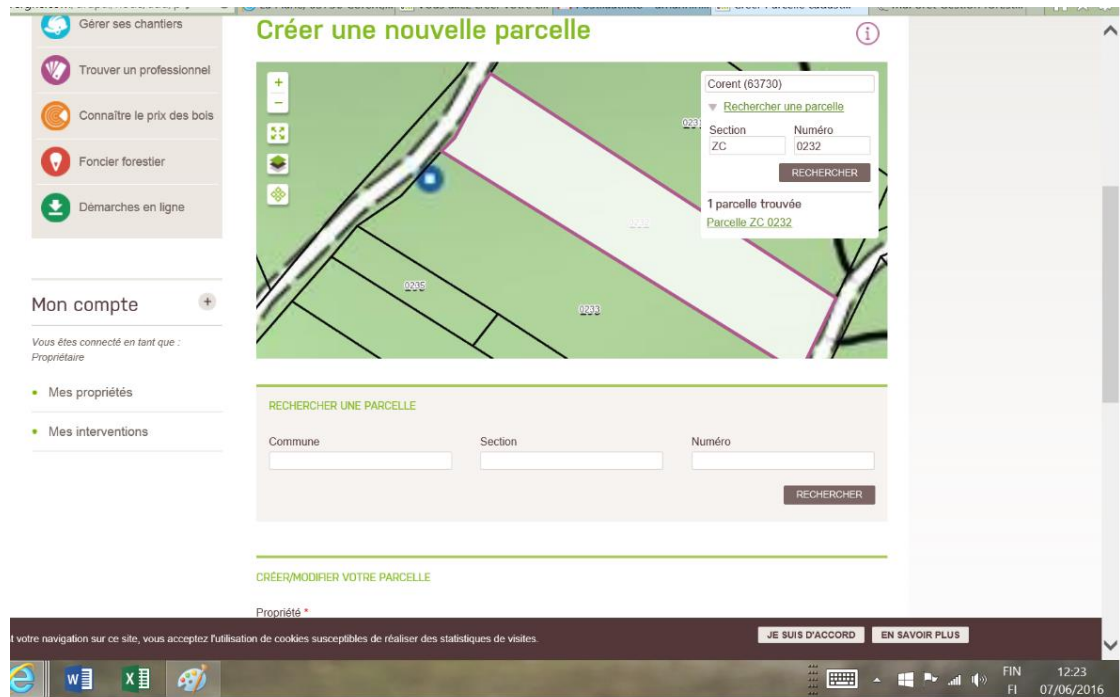 Gérer ses chantiers
Trouver un professionnel
Connaître le prix des bois
Foncier forestier
Démarches en ligne
Mon compte +
Vous êtes connecté en tant que :
Propriétaire
Mes propriétés
Mes interventions
Créer une nouvelle parcelle
i
+
−
0235
0233
Corent (63730)
Rechercher une parcelle
Section Numéro
ZC 0232
RECHERCHER
1 parcelle trouvée
Parcelle ZC 0232
RECHERCHER UNE PARCELLE
Commune Section Numéro
RECHERCHER
CRÉER/MODIFIER VOTRE PARCELLE
Propriété *
t votre navigation sur ce site, vous acceptez l'utilisation de cookies susceptibles de réaliser des statistiques de visites.
JE SUIS D'ACCORD EN SAVOIR PLUS
FIN 12:23
FI 07/06/2016